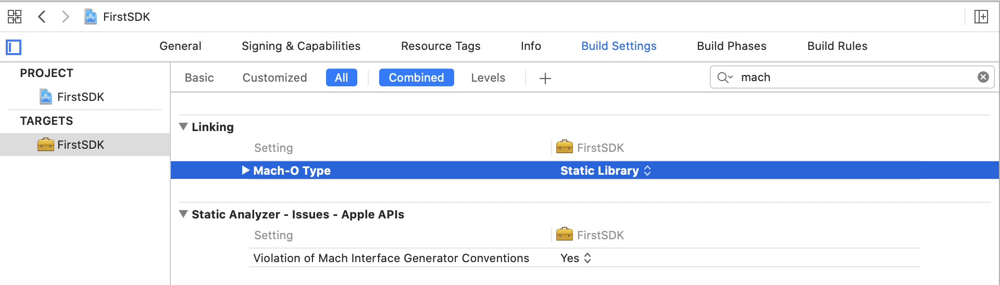 FirstSDK
General Signing & Capabilities Resource Tags Info Build Settings Build Phases Build Rules
PROJECT
FirstSDK
TARGETS
FirstSDK
Basic Customized All Combined Levels mach
Linking
Setting FirstSDK
Mach-O Type Static Library
Static Analyzer - Issues - Apple APIs
Setting FirstSDK
Violation of Mach Interface Generator Conventions Yes